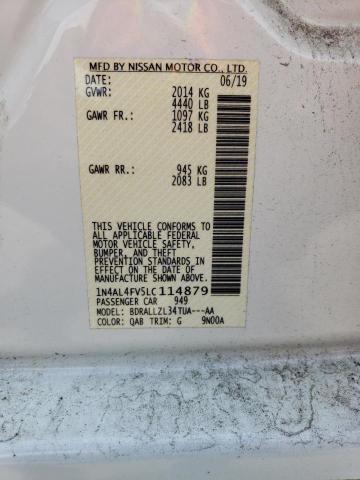 MFD BY NISSAN MOTOR CO., LTD.
DATE: 06/19
GVWR: 2014 KG
4440 LB
GAWR FR.: 1097 KG
2418 LB
GAWR RR.: 945 KG
2083 LB
THIS VEHICLE CONFORMS TO
ALL APPLICABLE FEDERAL
MOTOR VEHICLE SAFETY,
BUMPER, AND THEFT
PREVENTION STANDARDS IN
EFFECT ON THE DATE OF
MANUFACTURE SHOWN ABOVE.
1N4AL4FV5LC114879
PASSENGER CAR 949
MODEL: BDRALLZL34TUA---AA
COLOR: QAB TRIM: G 9N00A